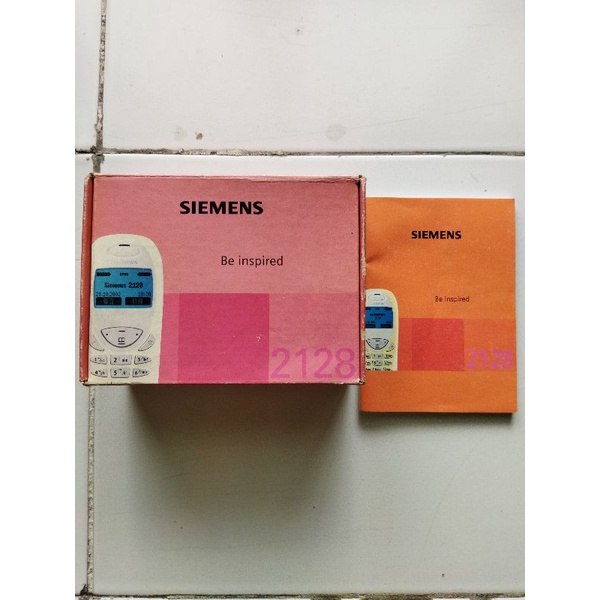 SIEMENS
Be inspired
Siemens 2128
2128
SIEMENS
Be inspired
2128